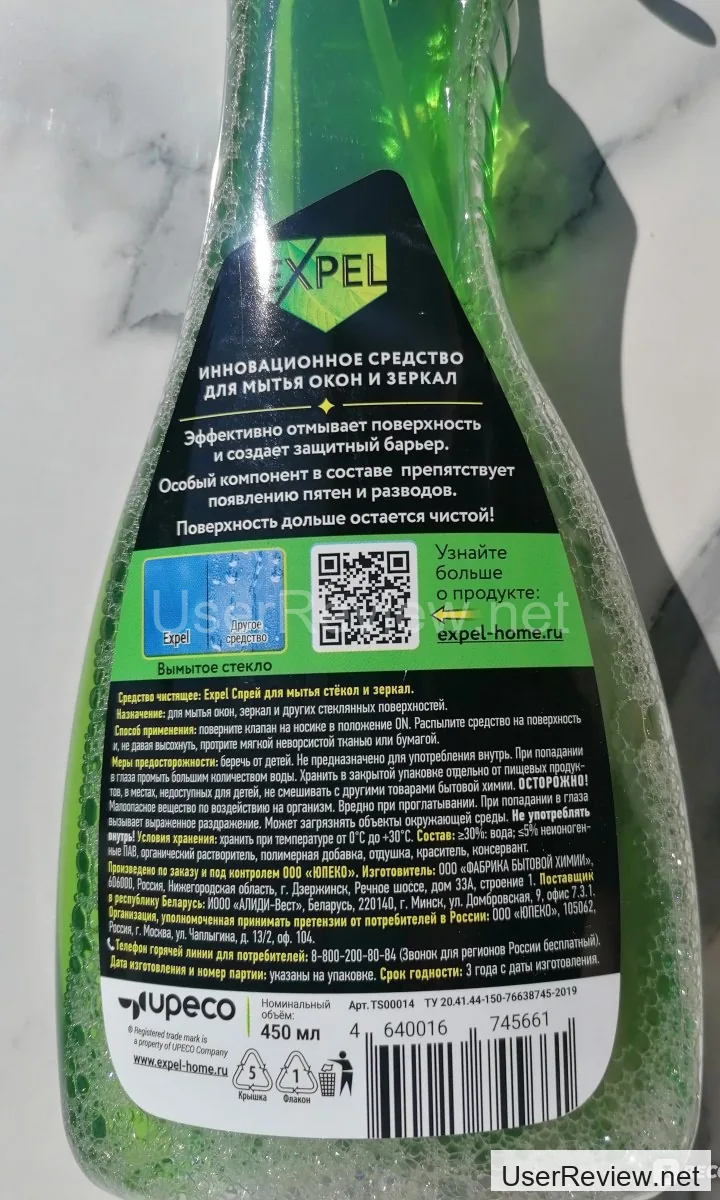 EXPEL
ИННОВАЦИОННОЕ СРЕДСТВО
ДЛЯ МЫТЬЯ ОКОН И ЗЕРКАЛ
Эффективно отмывает поверхность
и создает защитный барьер.
Особый компонент в составе препятствует
появлению пятен и разводов.
Поверхность дольше остается чистой!
Узнайте
больше
о продукте:
expel-home.ru
Expel
Другое
средство
Вымытое стекло
UserReview.net
Средство чистящее: Expel Спрей для мытья стёкол и зеркал.
Назначение: для мытья окон, зеркал и других стеклянных поверхностей.
Способ применения: поверните клапан на носике в положение ON. Распылите средство на поверхность
и, не давая высохнуть, протрите мягкой неворсистой тканью или бумагой.
Меры предосторожности: беречь от детей. Не предназначено для употребления внутрь. При попадании
в глаза промыть большим количеством воды. Хранить в закрытой упаковке отдельно от пищевых продук-
тов, в местах, недоступных для детей, не смешивать с другими товарами бытовой химии. ОСТОРОЖНО!
Малоопасное вещество по воздействию на организм. Вредно при проглатывании. При попадании в глаза
вызывает выраженное раздражение. Может загрязнять объекты окружающей среды. Не употреблять
внутрь! Условия хранения: хранить при температуре от 0°С до +30°С. Состав: ≥30%: вода; ≤5% неионоген-
ные ПАВ, органический растворитель, полимерная добавка, отдушка, краситель, консервант.
Произведено по заказу и под контролем ООО «ЮПЕКО». Изготовитель: ООО «ФАБРИКА БЫТОВОЙ ХИМИИ»,
606000, Россия, Нижегородская область, г. Дзержинск, Речное шоссе, дом 33А, строение 1. Поставщик
в республику Беларусь: ИООО «АЛИДИ-Вест», Беларусь, 220140, г. Минск, ул. Домбровская, 9, офис 7.3.1.
Организация, уполномоченная принимать претензии от потребителей в России: ООО «ЮПЕКО», 105062,
Россия, г. Москва, ул. Чаплыгина, д. 13/2, оф. 104.
Телефон горячей линии для потребителей: 8-800-200-80-84 (Звонок для регионов России бесплатный).
Дата изготовления и номер партии: указаны на упаковке. Срок годности: 3 года с даты изготовления.
upeco
® Registered trade mark is
a property of UPECO Company
www.expel-home.ru
Номинальный
объём:
450 мл
Арт. TS00014 ТУ 20.41.44-150-76638745-2019
5
Крышка
1
Флакон
4 640016 745661
UserReview.net